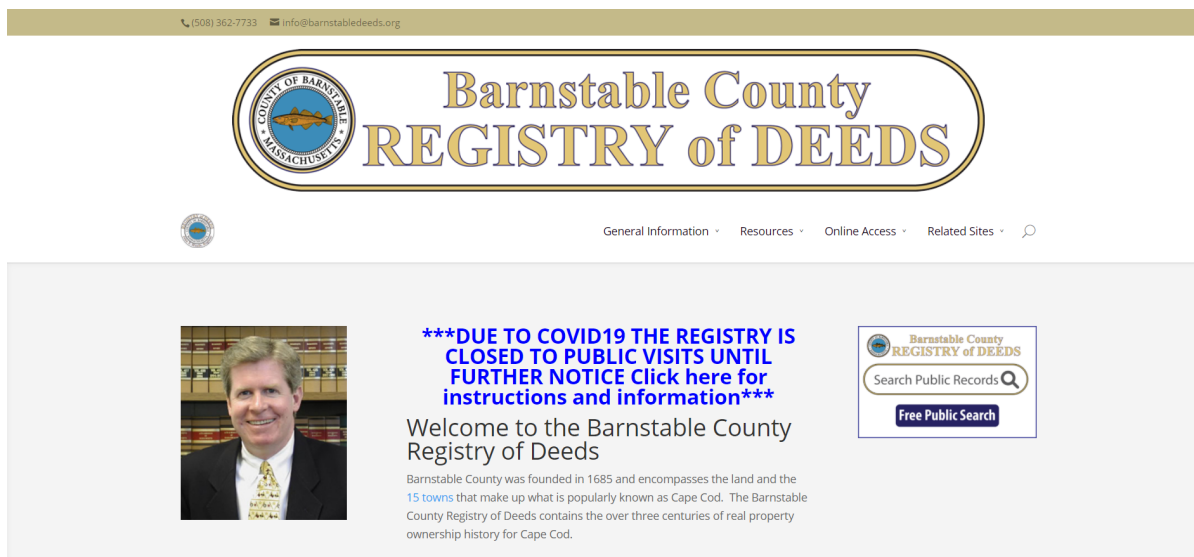 (508) 362-7733 info@barnstabledeeds.org
COUNTY OF BARNSTABLE
MASSACHUSETTS
Barnstable County
REGISTRY of DEEDS
General Information Resources Online Access Related Sites
***DUE TO COVID19 THE REGISTRY IS
CLOSED TO PUBLIC VISITS UNTIL
FURTHER NOTICE Click here for
instructions and information***
Welcome to the Barnstable County
Registry of Deeds
Barnstable County was founded in 1685 and encompasses the land and the
15 towns that make up what is popularly known as Cape Cod. The Barnstable
County Registry of Deeds contains the over three centuries of real property
ownership history for Cape Cod.
Barnstable County
REGISTRY of DEEDS
Search Public Records
Free Public Search